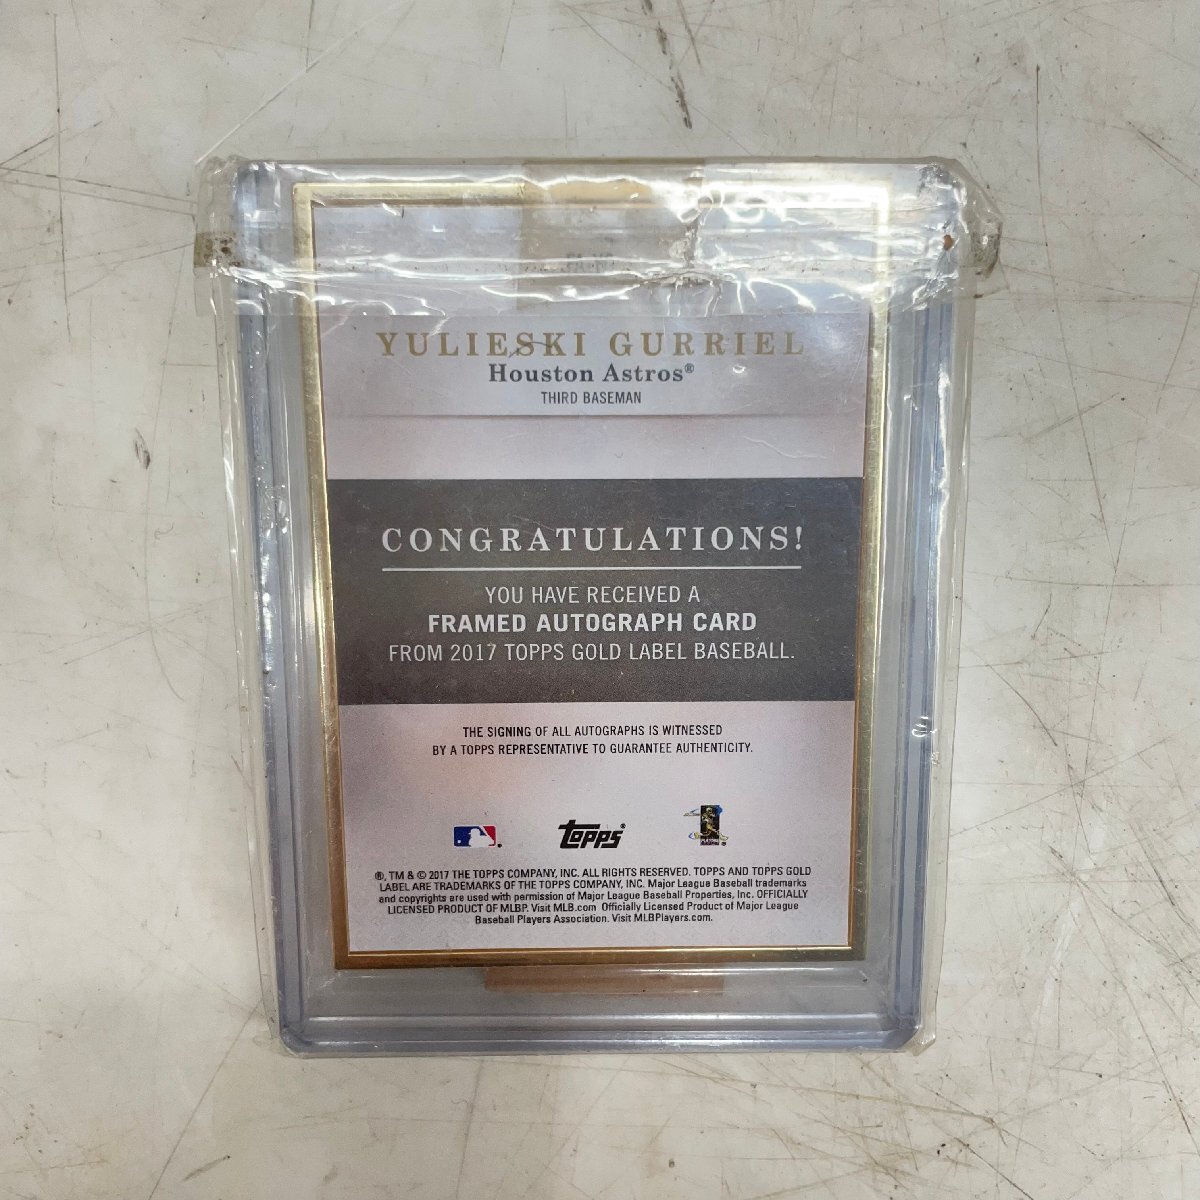 YULIESKI GURRIEL
Houston Astros®
THIRD BASEMAN
CONGRATULATIONS!
YOU HAVE RECEIVED A
FRAMED AUTOGRAPH CARD
FROM 2017 TOPPS GOLD LABEL BASEBALL.
THE SIGNING OF ALL AUTOGRAPHS IS WITNESSED
BY A TOPPS REPRESENTATIVE TO GUARANTEE AUTHENTICITY.
Topps®
®, TM & © 2017 THE TOPPS COMPANY, INC. ALL RIGHTS RESERVED. TOPPS AND TOPPS GOLD
LABEL ARE TRADEMARKS OF THE TOPPS COMPANY, INC. Major League Baseball trademarks
and copyrights are used with permission of Major League Baseball Properties, Inc. OFFICIALLY
LICENSED PRODUCT OF MLBP. Visit MLB.com Officially Licensed Product of Major League
Baseball Players Association. Visit MLBPlayers.com.